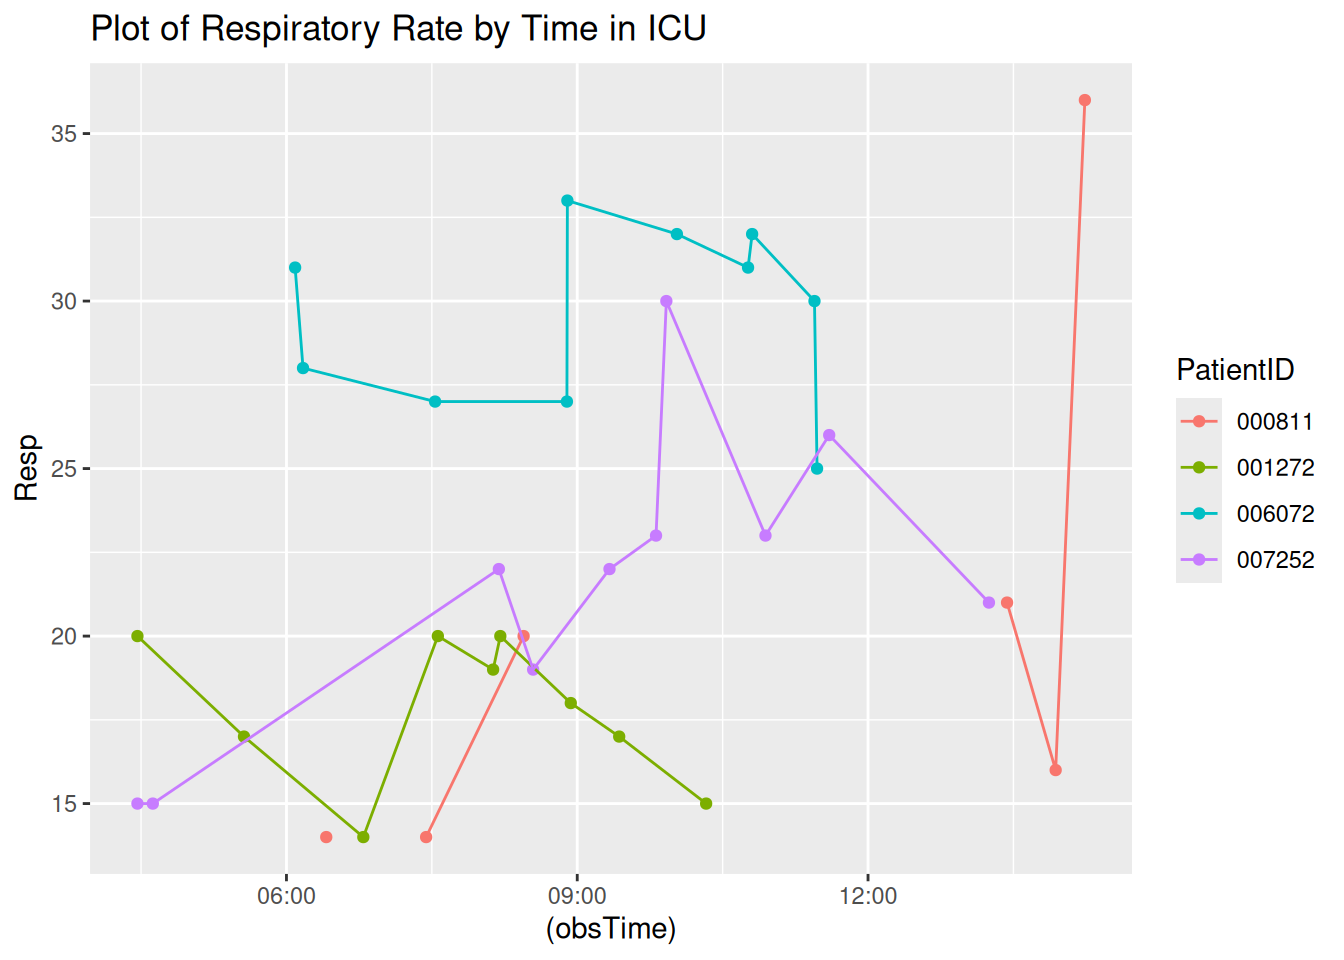 Plot of Respiratory Rate by Time in ICU
35
30
25
20
15
Resp
06:00 09:00 12:00
(obsTime)
PatientID
000811
001272
006072
007252